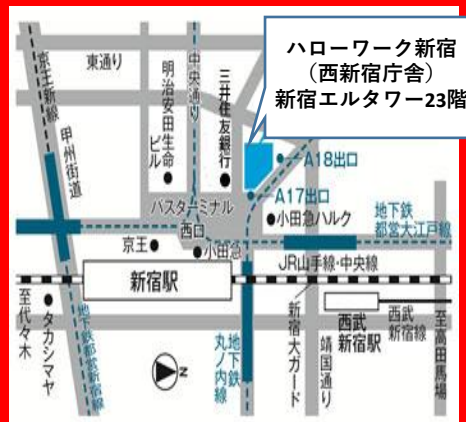 ハローワーク新宿
（西新宿庁舎）
新宿エルタワー23階
東通り
中央通り
京王新線
甲州街道
明治安田生命
ビル
三井住友銀行
A18出口
A17出口
バスターミナル
小田急ハルク
地下鉄
都営大江戸線
西口
京王
小田急
JR山手線・中央線
新宿駅
西武
新宿駅
西武
新宿線
至代々木
タカシマヤ
地下鉄都営新宿線
地下鉄
丸ノ内線
新宿大ガード
靖国通り
至高田馬場
N